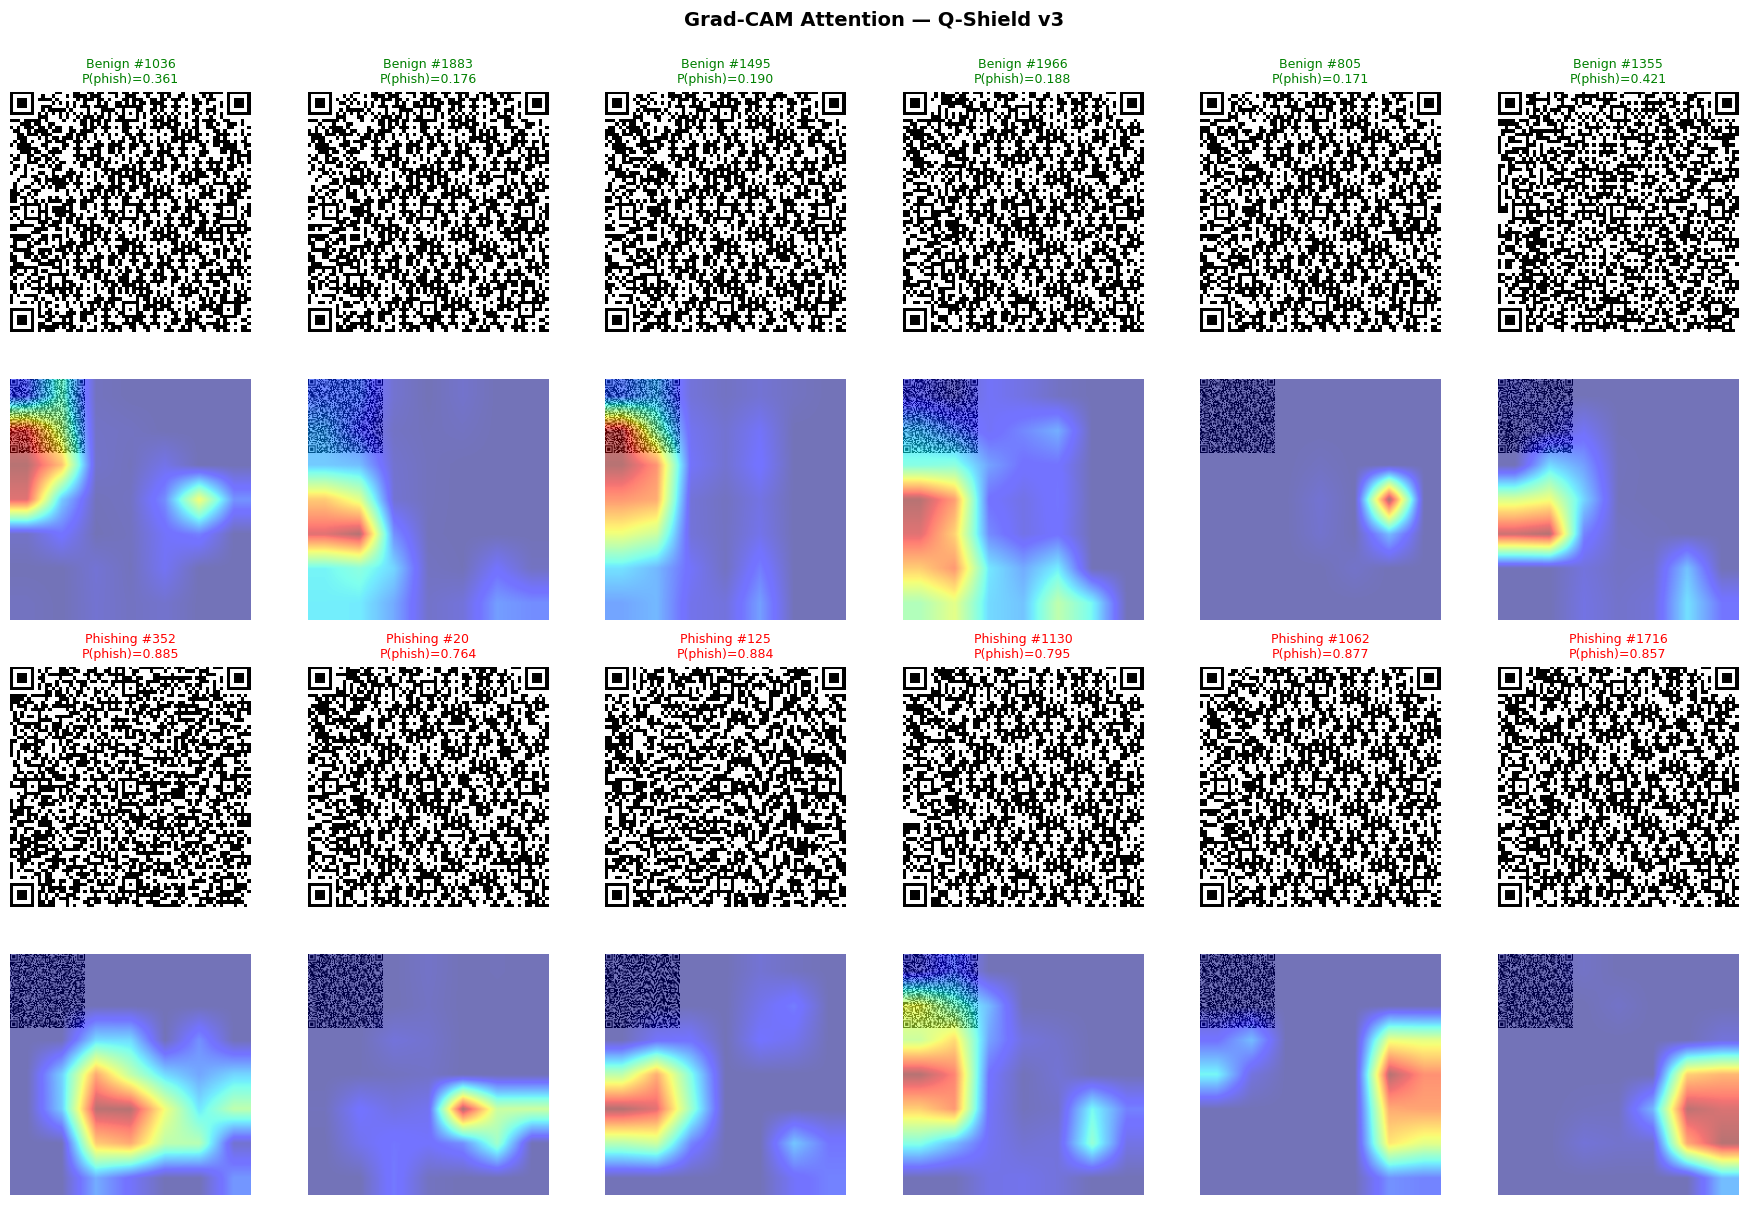 Grad-CAM Attention — Q-Shield v3
Benign #1036
P(phish)=0.361
Benign #1883
P(phish)=0.176
Benign #1495
P(phish)=0.190
Benign #1966
P(phish)=0.188
Benign #805
P(phish)=0.171
Benign #1355
P(phish)=0.421
Phishing #352
P(phish)=0.885
Phishing #20
P(phish)=0.764
Phishing #125
P(phish)=0.884
Phishing #1130
P(phish)=0.795
Phishing #1062
P(phish)=0.877
Phishing #1716
P(phish)=0.857